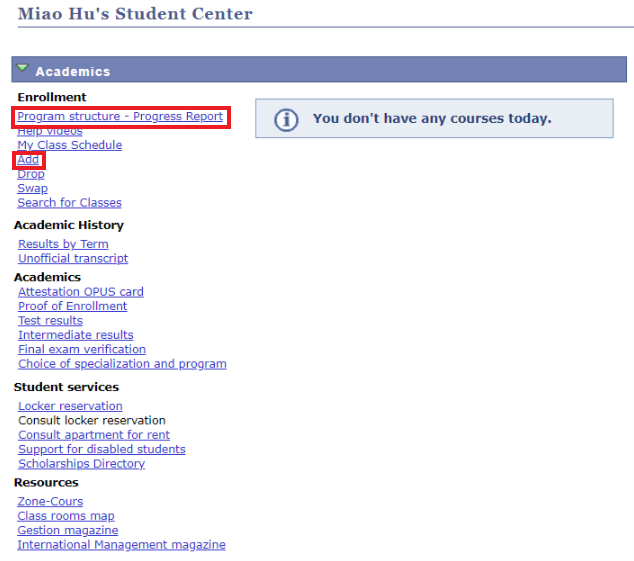 Miao Hu's Student Center
Academics
Enrollment
Program structure - Progress Report
Help videos
My Class Schedule
Add
Drop
Swap
Search for Classes
Academic History
Results by Term
Unofficial transcript
Academics
Attestation OPUS card
Proof of Enrollment
Test results
Intermediate results
Final exam verification
Choice of specialization and program
Student services
Locker reservation
Consult locker reservation
Consult apartment for rent
Support for disabled students
Scholarships Directory
Resources
Zone-Cours
Class rooms map
Gestion magazine
International Management magazine
You don't have any courses today.